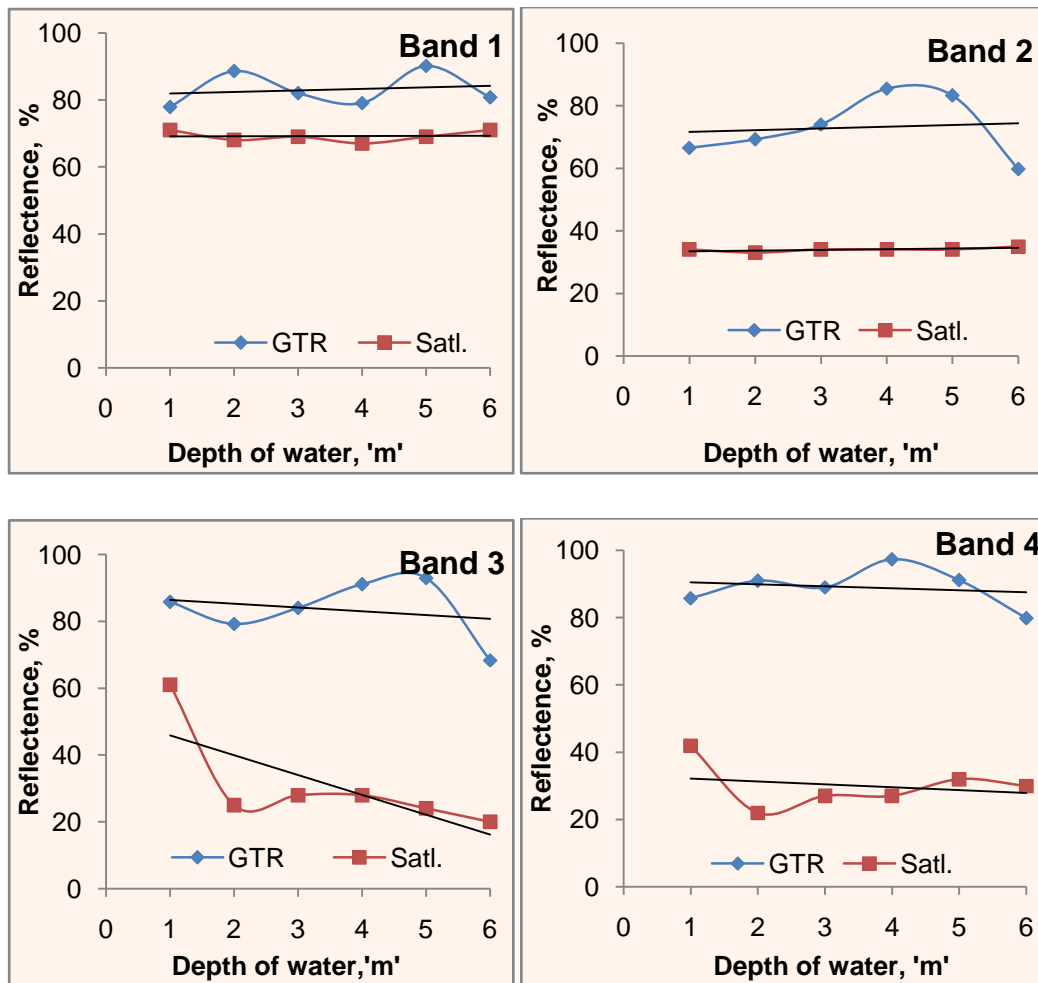 Band 1
100
80
60
40
20
0
Reflectence, %
GTR Satl.
0 1 2 3 4 5 6
Depth of water, 'm'
Band 2
100
80
60
40
20
0
Reflectence, %
GTR Satl.
0 1 2 3 4 5 6
Depth of water, 'm'
Band 3
100
80
60
40
20
0
Reflectence, %
GTR Satl.
0 1 2 3 4 5 6
Depth of water,'m'
Band 4
100
80
60
40
20
0
Reflectence, %
GTR Satl.
0 1 2 3 4 5 6
Depth of water, 'm'